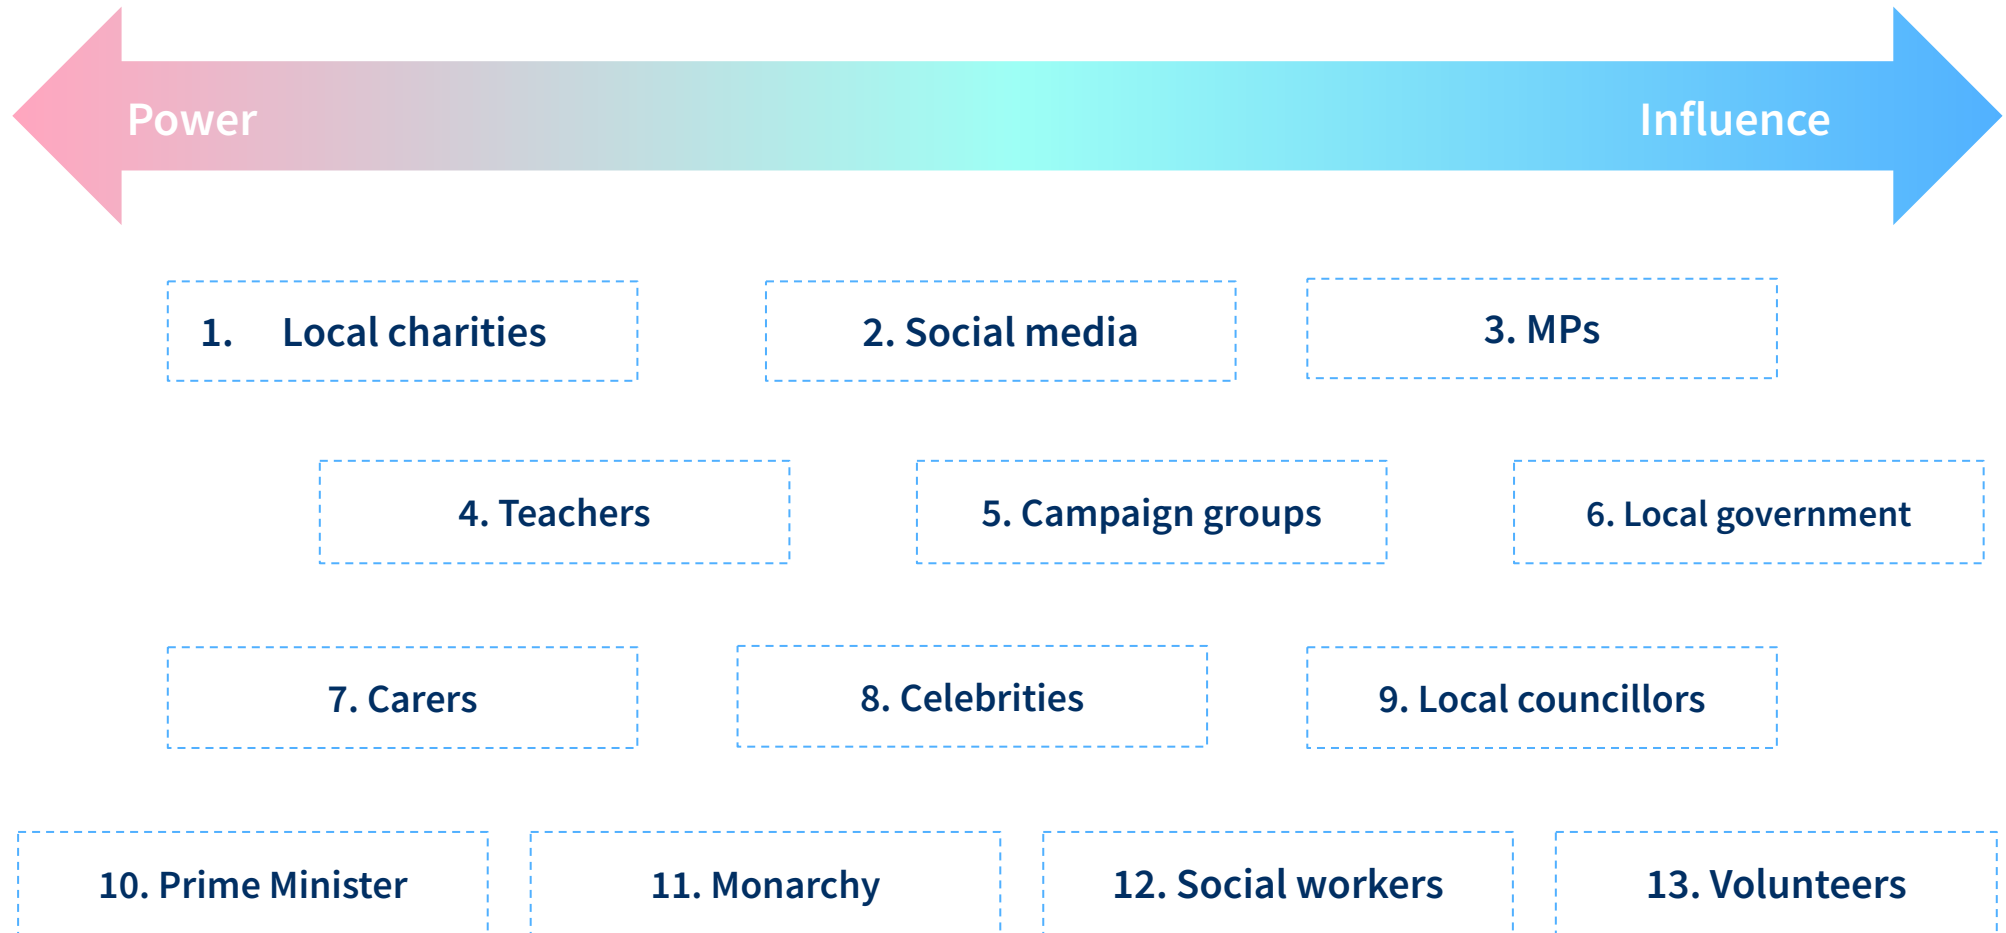 Power
Influence
1. Local charities
2. Social media
3. MPs
4. Teachers
5. Campaign groups
6. Local government
7. Carers
8. Celebrities
9. Local councillors
10. Prime Minister
11. Monarchy
12. Social workers
13. Volunteers